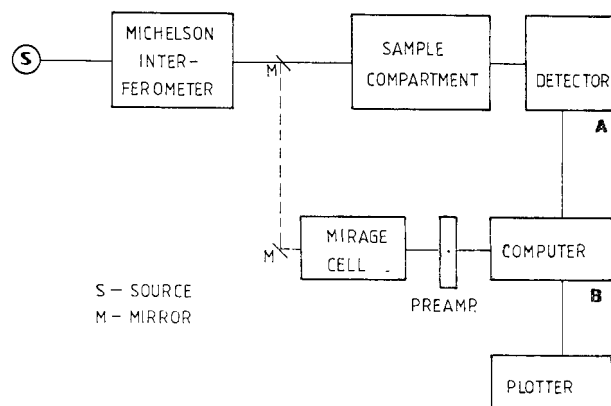 S
MICHELSON
INTER-
FEROMETER
M
SAMPLE
COMPARTMENT
DETECTOR
A
M
MIRAGE
CELL
PREAMP.
COMPUTER
B
S - SOURCE
M - MIRROR
PLOTTER